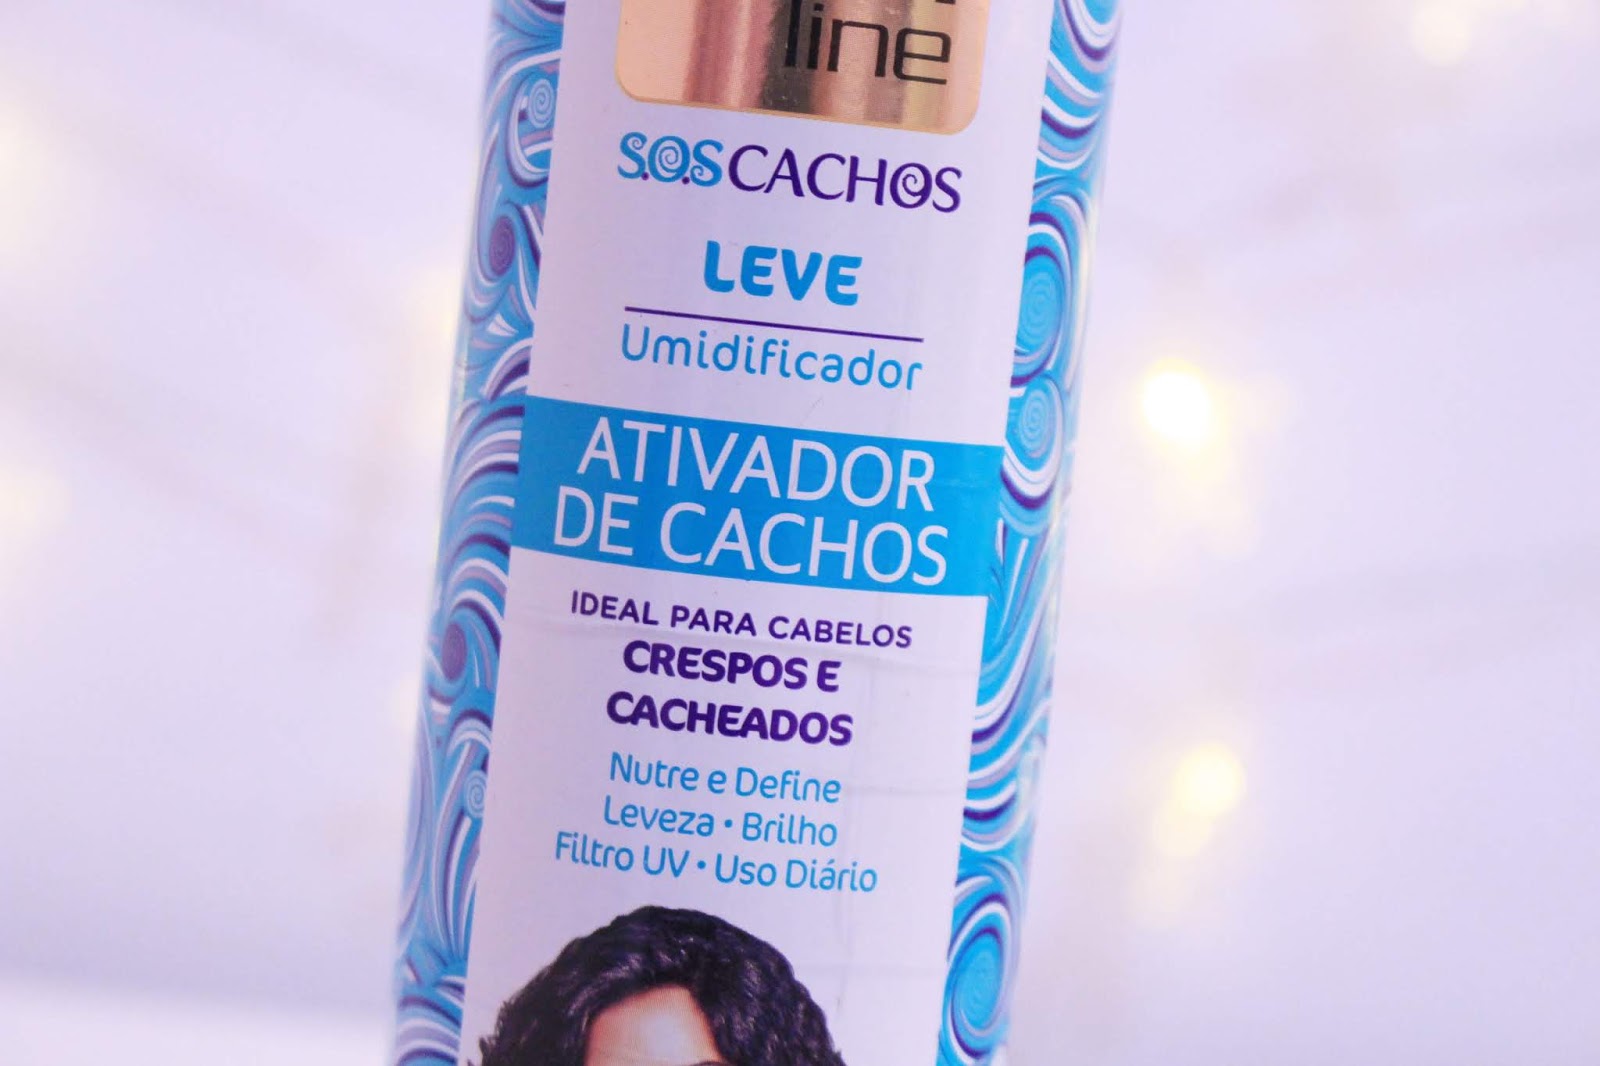 line
S.O.S CACHOS
LEVE
Umidificador
ATIVADOR
DE CACHOS
IDEAL PARA CABELOS
CRESPOS E
CACHEADOS
Nutre e Define
Leveza • Brilho
Filtro UV • Uso Diário